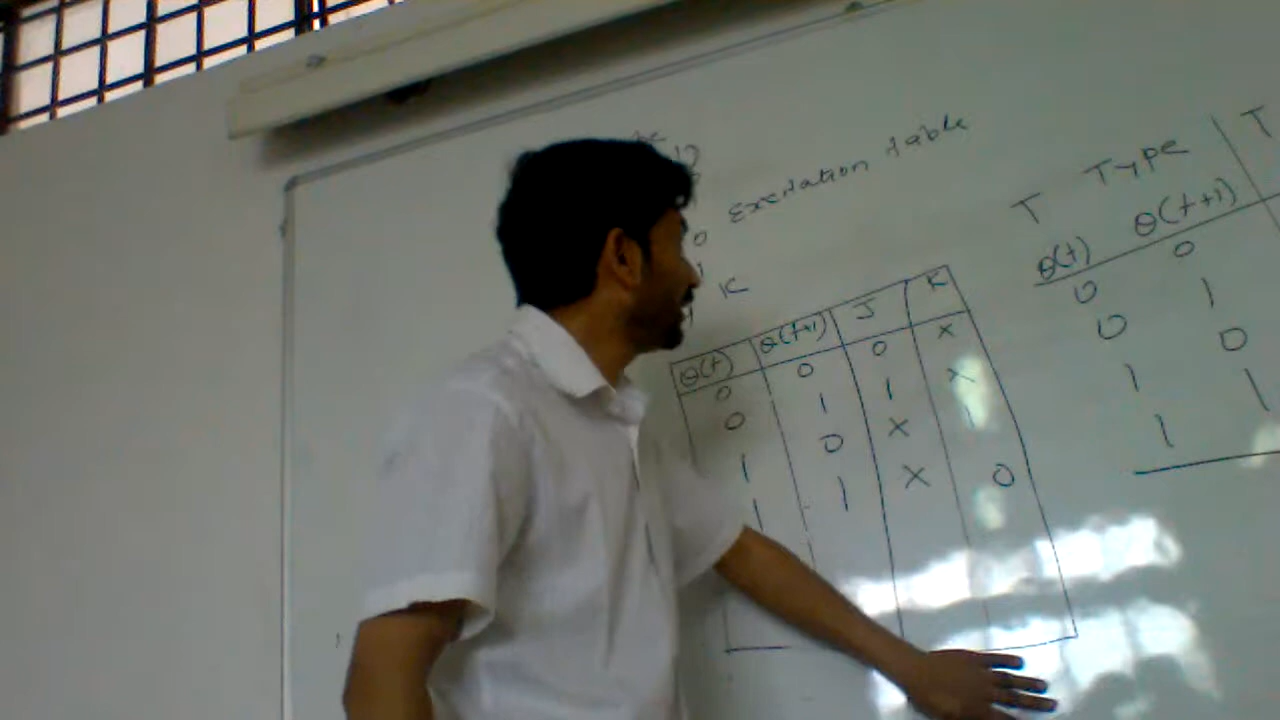 Excitation table
K
Q(t) Q(t+1) J K
0 0 0 X
0 1 1 X
1 0 X 1
1 1 X 0
T Type
Q(t) Q(t+1) T
0 0
0 1
1 0
1 1